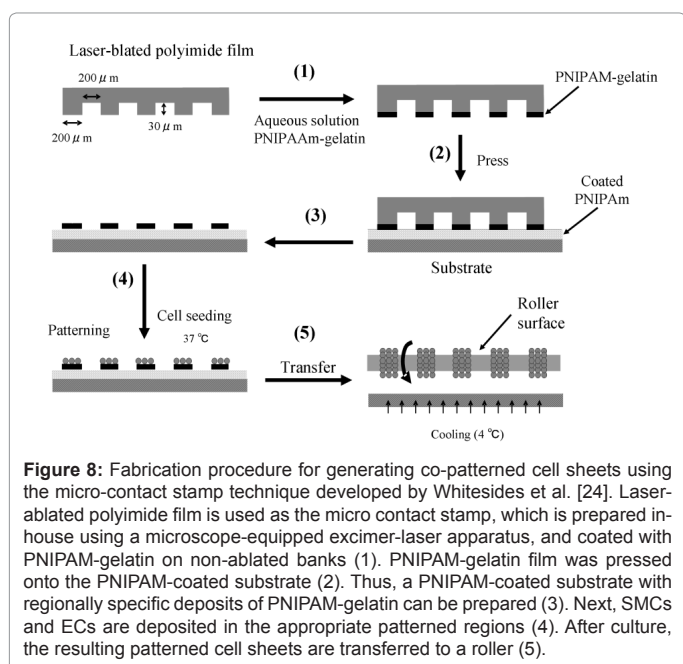 Laser-blated polyimide film
200 μ m
200 μ m
30 μ m
(1)
Aqueous solution
PNIPAAm-gelatin
PNIPAM-gelatin
(2)
Press
Coated
PNIPAm
Substrate
(3)
(4)
Patterning
Cell seeding
37 ℃
(5)
Transfer
Roller
surface
Cooling (4 ℃)
Figure 8: Fabrication procedure for generating co-patterned cell sheets using
the micro-contact stamp technique developed by Whitesides et al. [24]. Laser-
ablated polyimide film is used as the micro contact stamp, which is prepared in-
house using a microscope-equipped excimer-laser apparatus, and coated with
PNIPAM-gelatin on non-ablated banks (1). PNIPAM-gelatin film was pressed
onto the PNIPAM-coated substrate (2). Thus, a PNIPAM-coated substrate with
regionally specific deposits of PNIPAM-gelatin can be prepared (3). Next, SMCs
and ECs are deposited in the appropriate patterned regions (4). After culture,
the resulting patterned cell sheets are transferred to a roller (5).